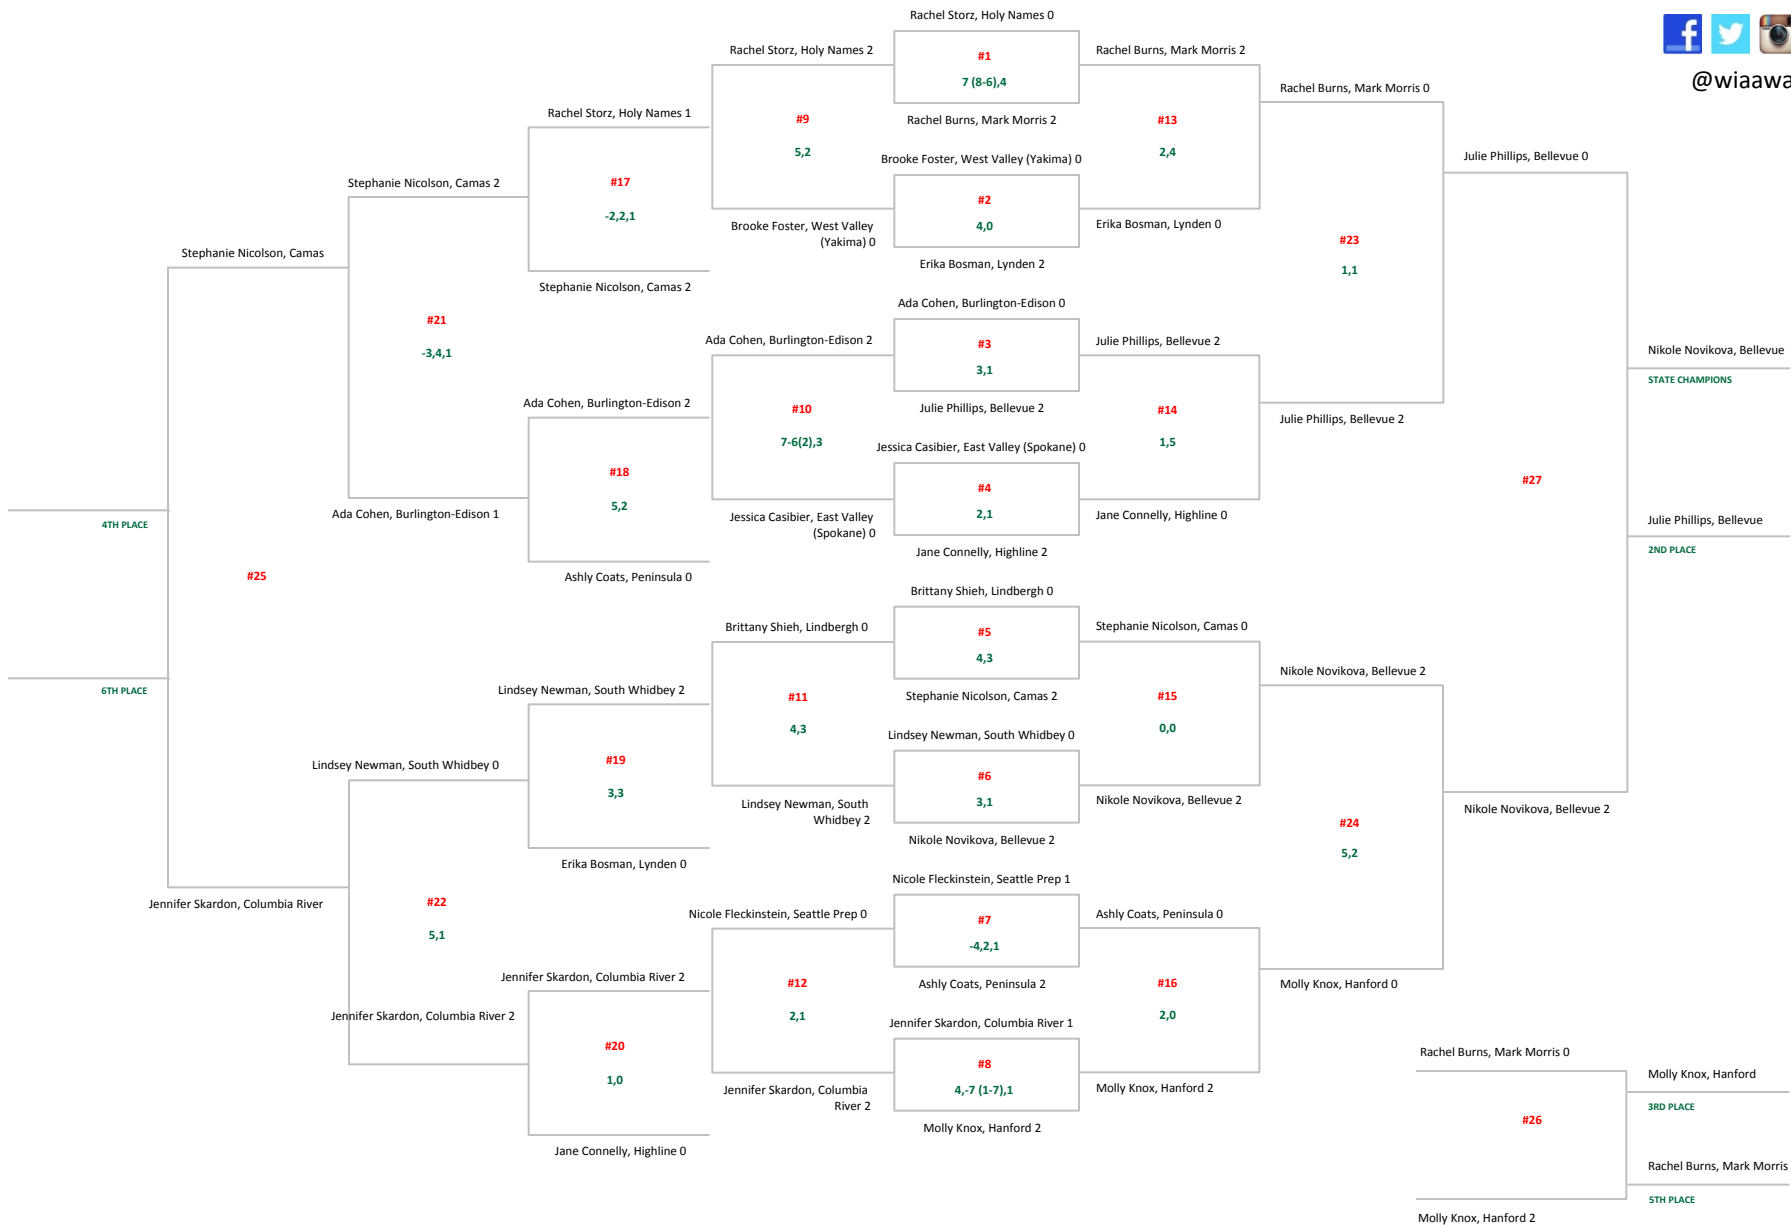 Rachel Storz, Holy Names 0
Rachel Storz, Holy Names 2
#1
Rachel Burns, Mark Morris 2
7 (8-6),4
@wiaawa
Rachel Burns, Mark Morris 0
Rachel Storz, Holy Names 1
#9
Rachel Burns, Mark Morris 2
#13
5,2
2,4
Julie Phillips, Bellevue 0
Brooke Foster, West Valley (Yakima) 0
Stephanie Nicolson, Camas 2
#17
#2
-2,2,1
4,0
Brooke Foster, West Valley
(Yakima) 0
Erika Bosman, Lynden 0
#23
Stephanie Nicolson, Camas
Erika Bosman, Lynden 2
1,1
Stephanie Nicolson, Camas 2
Ada Cohen, Burlington-Edison 0
#21
Ada Cohen, Burlington-Edison 2
#3
Julie Phillips, Bellevue 2
-3,4,1
3,1
Nikole Novikova, Bellevue
STATE CHAMPIONS
Ada Cohen, Burlington-Edison 2
#10
Julie Phillips, Bellevue 2
#14
Julie Phillips, Bellevue 2
7-6(2),3
1,5
Jessica Casibier, East Valley (Spokane) 0
#18
#4
#27
5,2
2,1
Ada Cohen, Burlington-Edison 1
Jessica Casibier, East Valley
(Spokane) 0
Jane Connelly, Highline 0
Julie Phillips, Bellevue
4TH PLACE
2ND PLACE
Jane Connelly, Highline 2
#25
Ashly Coats, Peninsula 0
Brittany Shieh, Lindbergh 0
Brittany Shieh, Lindbergh 0
#5
Stephanie Nicolson, Camas 0
4,3
Nikole Novikova, Bellevue 2
6TH PLACE
Lindsey Newman, South Whidbey 2
#11
Stephanie Nicolson, Camas 2
#15
4,3
0,0
Lindsey Newman, South Whidbey 0
Lindsey Newman, South Whidbey 0
#19
#6
3,3
3,1
Lindsey Newman, South
Whidbey 2
Nikole Novikova, Bellevue 2
Nikole Novikova, Bellevue 2
#24
Nikole Novikova, Bellevue 2
5,2
Erika Bosman, Lynden 0
Nicole Fleckinstein, Seattle Prep 1
Jennifer Skardon, Columbia River
#22
Nicole Fleckinstein, Seattle Prep 0
#7
Ashly Coats, Peninsula 0
5,1
-4,2,1
Jennifer Skardon, Columbia River 2
#12
Ashly Coats, Peninsula 2
#16
Molly Knox, Hanford 0
2,1
2,0
Jennifer Skardon, Columbia River 2
Jennifer Skardon, Columbia River 1
#20
#8
Rachel Burns, Mark Morris 0
1,0
4,-7 (1-7),1
Jennifer Skardon, Columbia
River 2
Molly Knox, Hanford 2
Molly Knox, Hanford
3RD PLACE
Molly Knox, Hanford 2
#26
Jane Connelly, Highline 0
Rachel Burns, Mark Morris
5TH PLACE
Molly Knox, Hanford 2